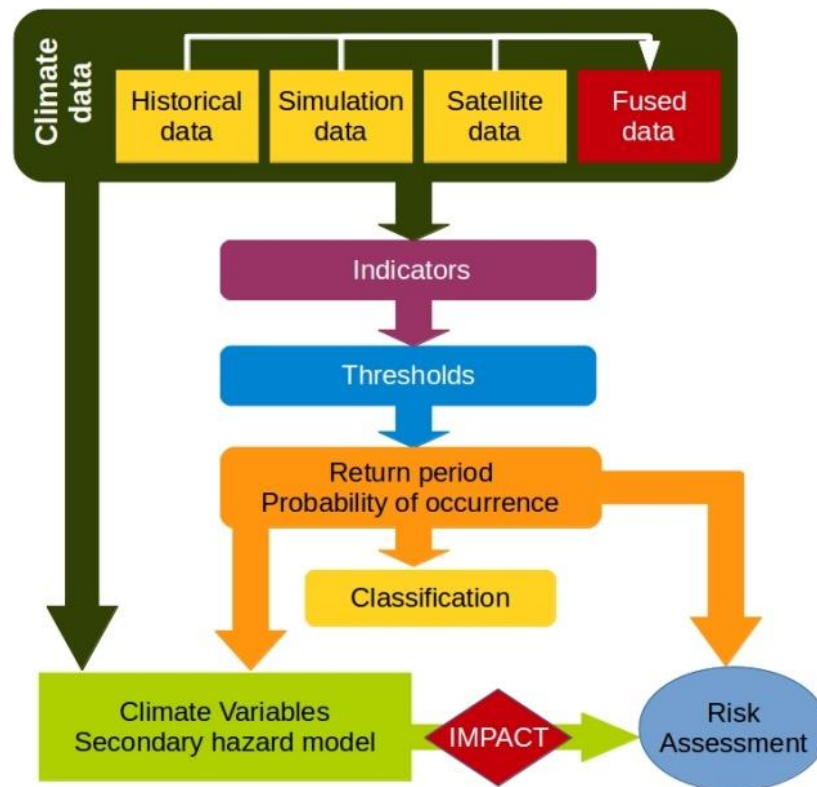 Climate
data
Historical
data
Simulation
data
Satellite
data
Fused
data
Indicators
Thresholds
Return period
Probability of occurrence
Classification
Climate Variables
Secondary hazard model
IMPACT
Risk
Assessment